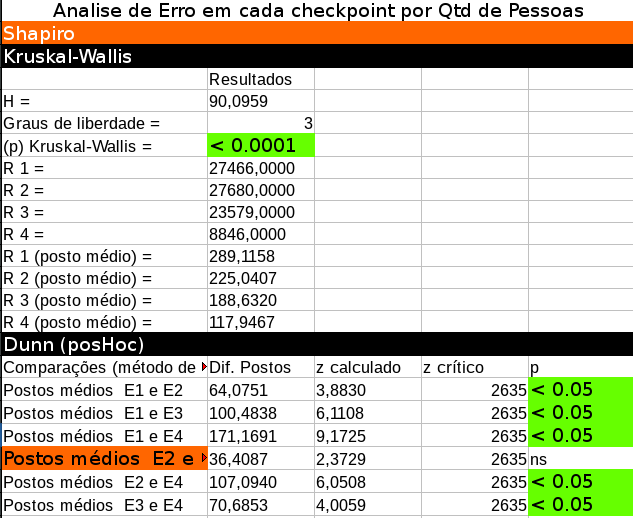 Analise de Erro em cada checkpoint por Qtd de Pessoas
Shapiro
Kruskal-Wallis
Resultados
H = 90,0959
Graus de liberdade = 3
(p) Kruskal-Wallis = < 0.0001
R 1 = 27466,0000
R 2 = 27680,0000
R 3 = 23579,0000
R 4 = 8846,0000
R 1 (posto médio) = 289,1158
R 2 (posto médio) = 225,0407
R 3 (posto médio) = 188,6320
R 4 (posto médio) = 117,9467
Dunn (posHoc)
Comparações (método de Dif. Postos z calculado z crítico p
Postos médios E1 e E2 64,0751 3,8830 2635 < 0.05
Postos médios E1 e E3 100,4838 6,1108 2635 < 0.05
Postos médios E1 e E4 171,1691 9,1725 2635 < 0.05
Postos médios E2 e 36,4087 2,3729 2635 ns
Postos médios E2 e E4 107,0940 6,0508 2635 < 0.05
Postos médios E3 e E4 70,6853 4,0059 2635 < 0.05